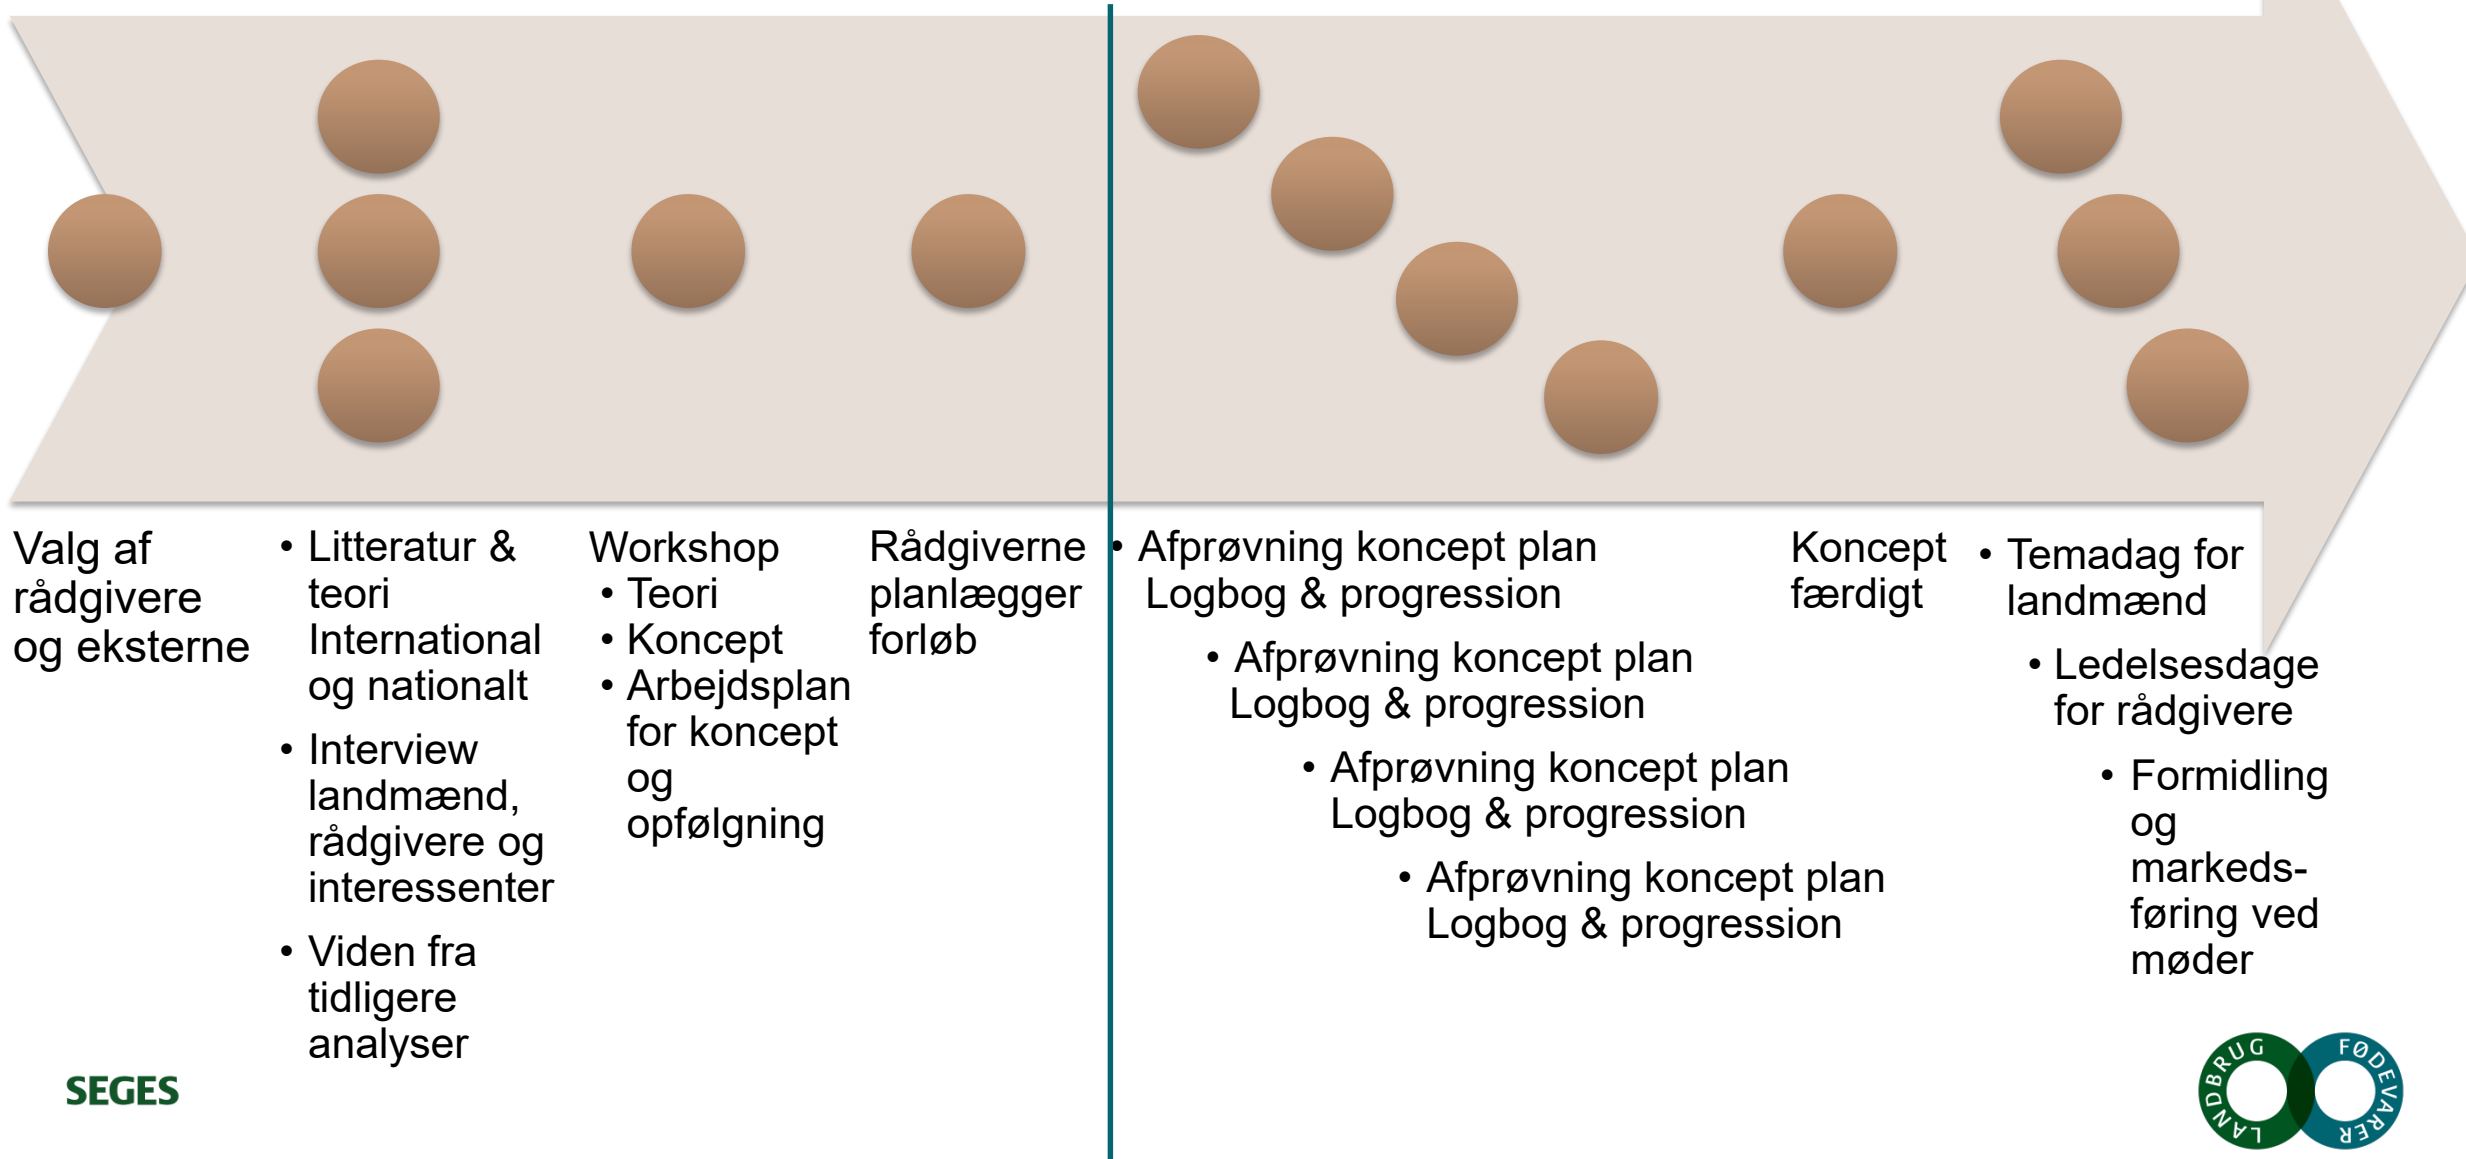 Valg af
rådgivere
og eksterne
• Litteratur &
teori
International
og nationalt
• Interview
landmænd,
rådgivere og
interessenter
• Viden fra
tidligere
analyser
Workshop
• Teori
• Koncept
• Arbejdsplan
for koncept
og
opfølgning
Rådgiverne
planlægger
forløb
• Afprøvning koncept plan
Logbog & progression
• Afprøvning koncept plan
Logbog & progression
• Afprøvning koncept plan
Logbog & progression
• Afprøvning koncept plan
Logbog & progression
Koncept
færdigt
• Temadag for
landmænd
• Ledelsesdage
for rådgivere
• Formidling
og
markeds-
føring ved
møder
SEGES
LANDBRUG
FØDEVARER